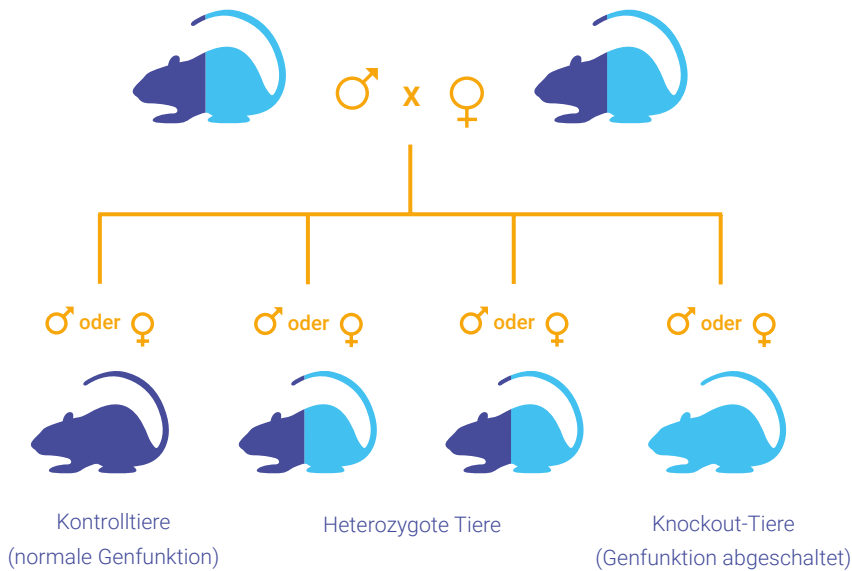 x
oder
oder
oder
oder
Kontrolltiere
(normale Genfunktion)
Heterozygote Tiere
Knockout-Tiere
(Genfunktion abgeschaltet)